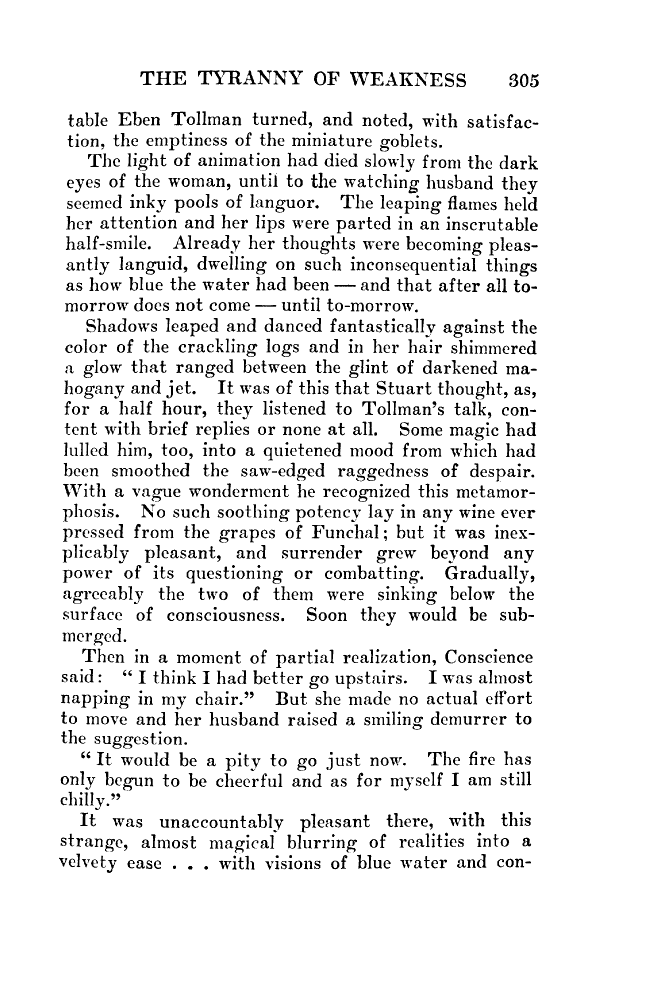 THE TYRANNY OF WEAKNESS 305
table Eben Tollman turned, and noted, with satisfac-
tion, the emptiness of the miniature goblets.
The light of animation had died slowly from the dark
eyes of the woman, until to the watching husband they
seemed inky pools of languor. The leaping flames held
her attention and her lips were parted in an inscrutable
half-smile. Already her thoughts were becoming pleas-
antly languid, dwelling on such inconsequential things
as how blue the water had been — and that after all to-
morrow does not come — until to-morrow.
Shadows leaped and danced fantastically against the
color of the crackling logs and in her hair shimmered
a glow that ranged between the glint of darkened ma-
hogany and jet. It was of this that Stuart thought, as,
for a half hour, they listened to Tollman's talk, con-
tent with brief replies or none at all. Some magic had
lulled him, too, into a quietened mood from which had
been smoothed the saw-edged raggedness of despair.
With a vague wonderment he recognized this metamor-
phosis. No such soothing potency lay in any wine ever
pressed from the grapes of Funchal; but it was inex-
plicably pleasant, and surrender grew beyond any
power of its questioning or combatting. Gradually,
agreeably the two of them were sinking below the
surface of consciousness. Soon they would be sub-
merged.
Then in a moment of partial realization, Conscience
said: "I think I had better go upstairs. I was almost
napping in my chair." But she made no actual effort
to move and her husband raised a smiling demurrer to
the suggestion.
"It would be a pity to go just now. The fire has
only begun to be cheerful and as for myself I am still
chilly."
It was unaccountably pleasant there, with this
strange, almost magical blurring of realities into a
velvety ease . . . with visions of blue water and con-